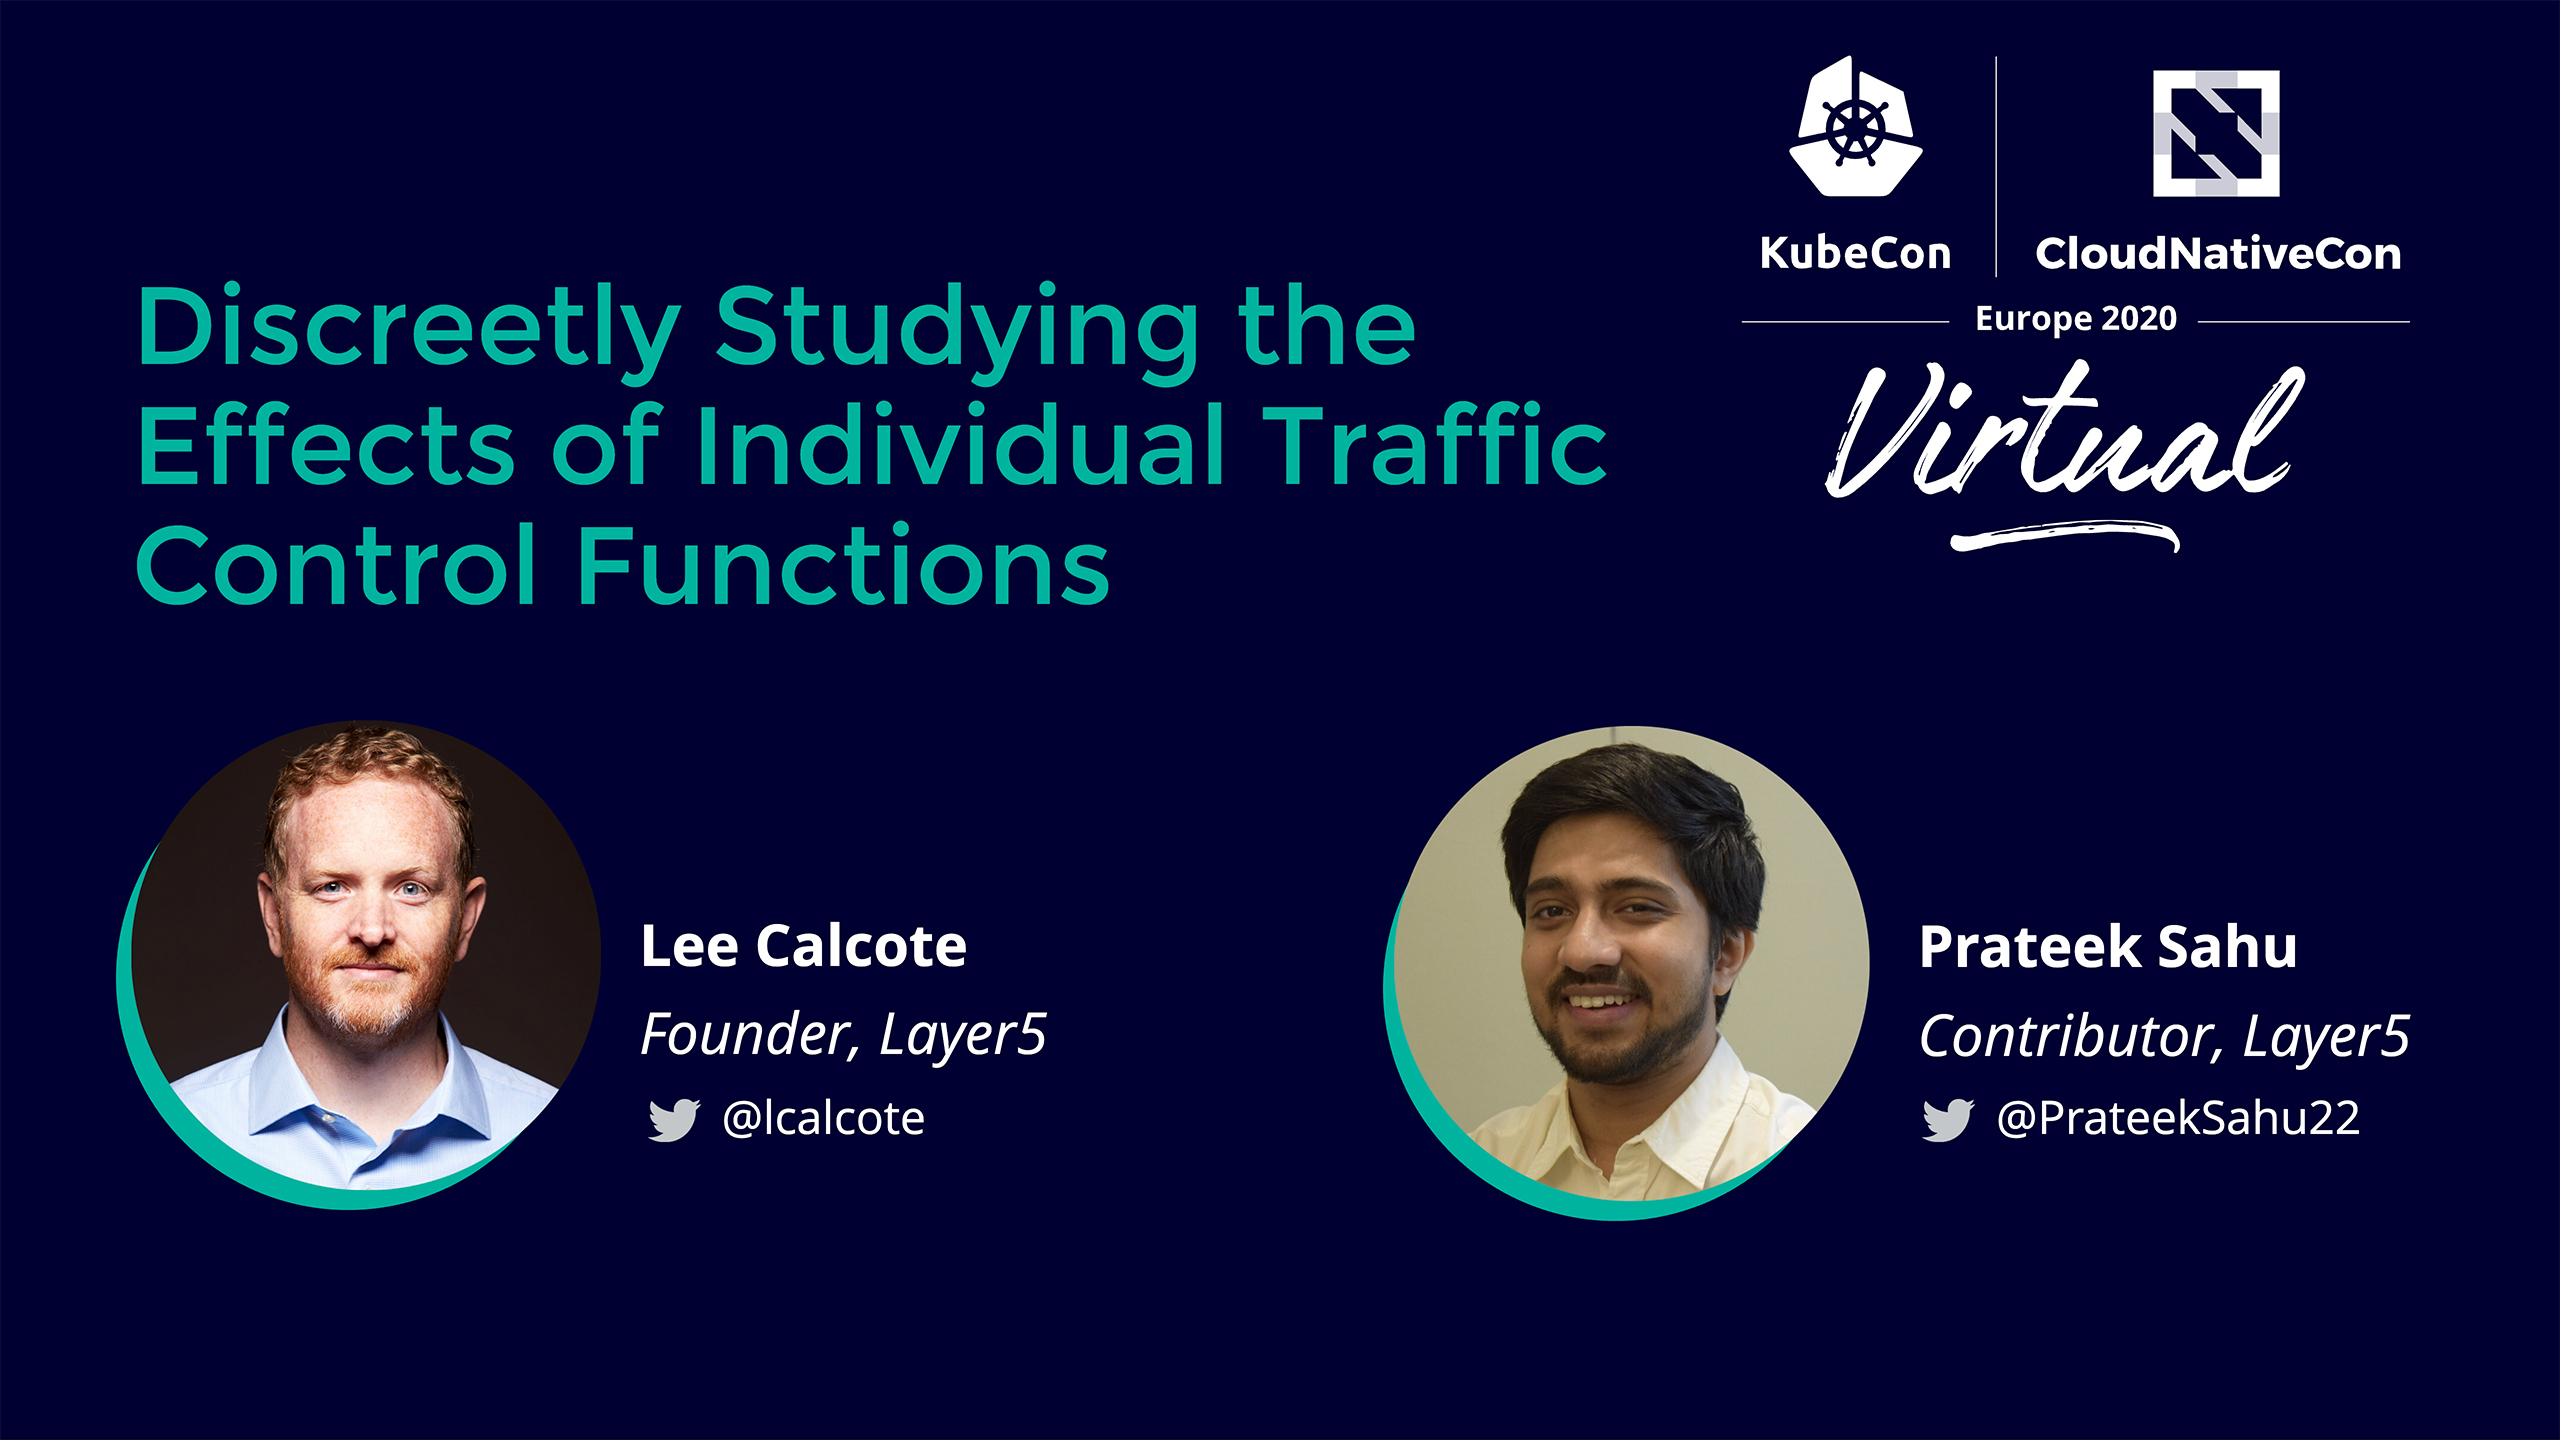 KubeCon
CloudNativeCon
Europe 2020
Virtual
Discreetly Studying the
Effects of Individual Traffic
Control Functions
Lee Calcote
Founder, Layer5
@lcalcote
Prateek Sahu
Contributor, Layer5
@PrateekSahu22